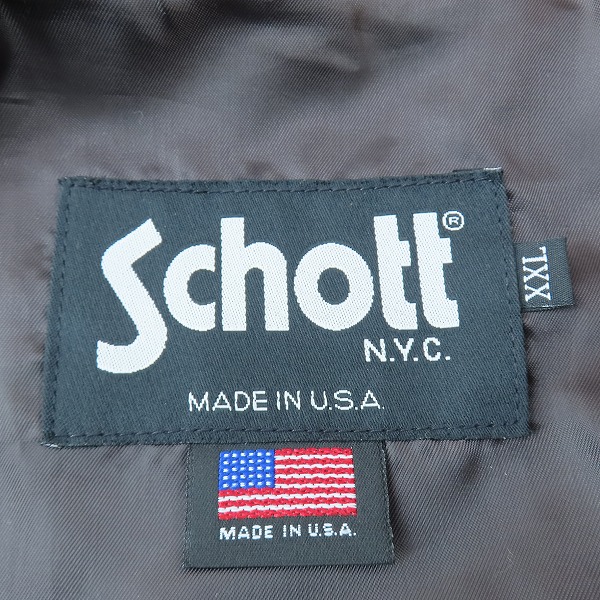 Schott®
N.Y.C.
MADE IN U.S.A.
XXL
MADE IN U.S.A.